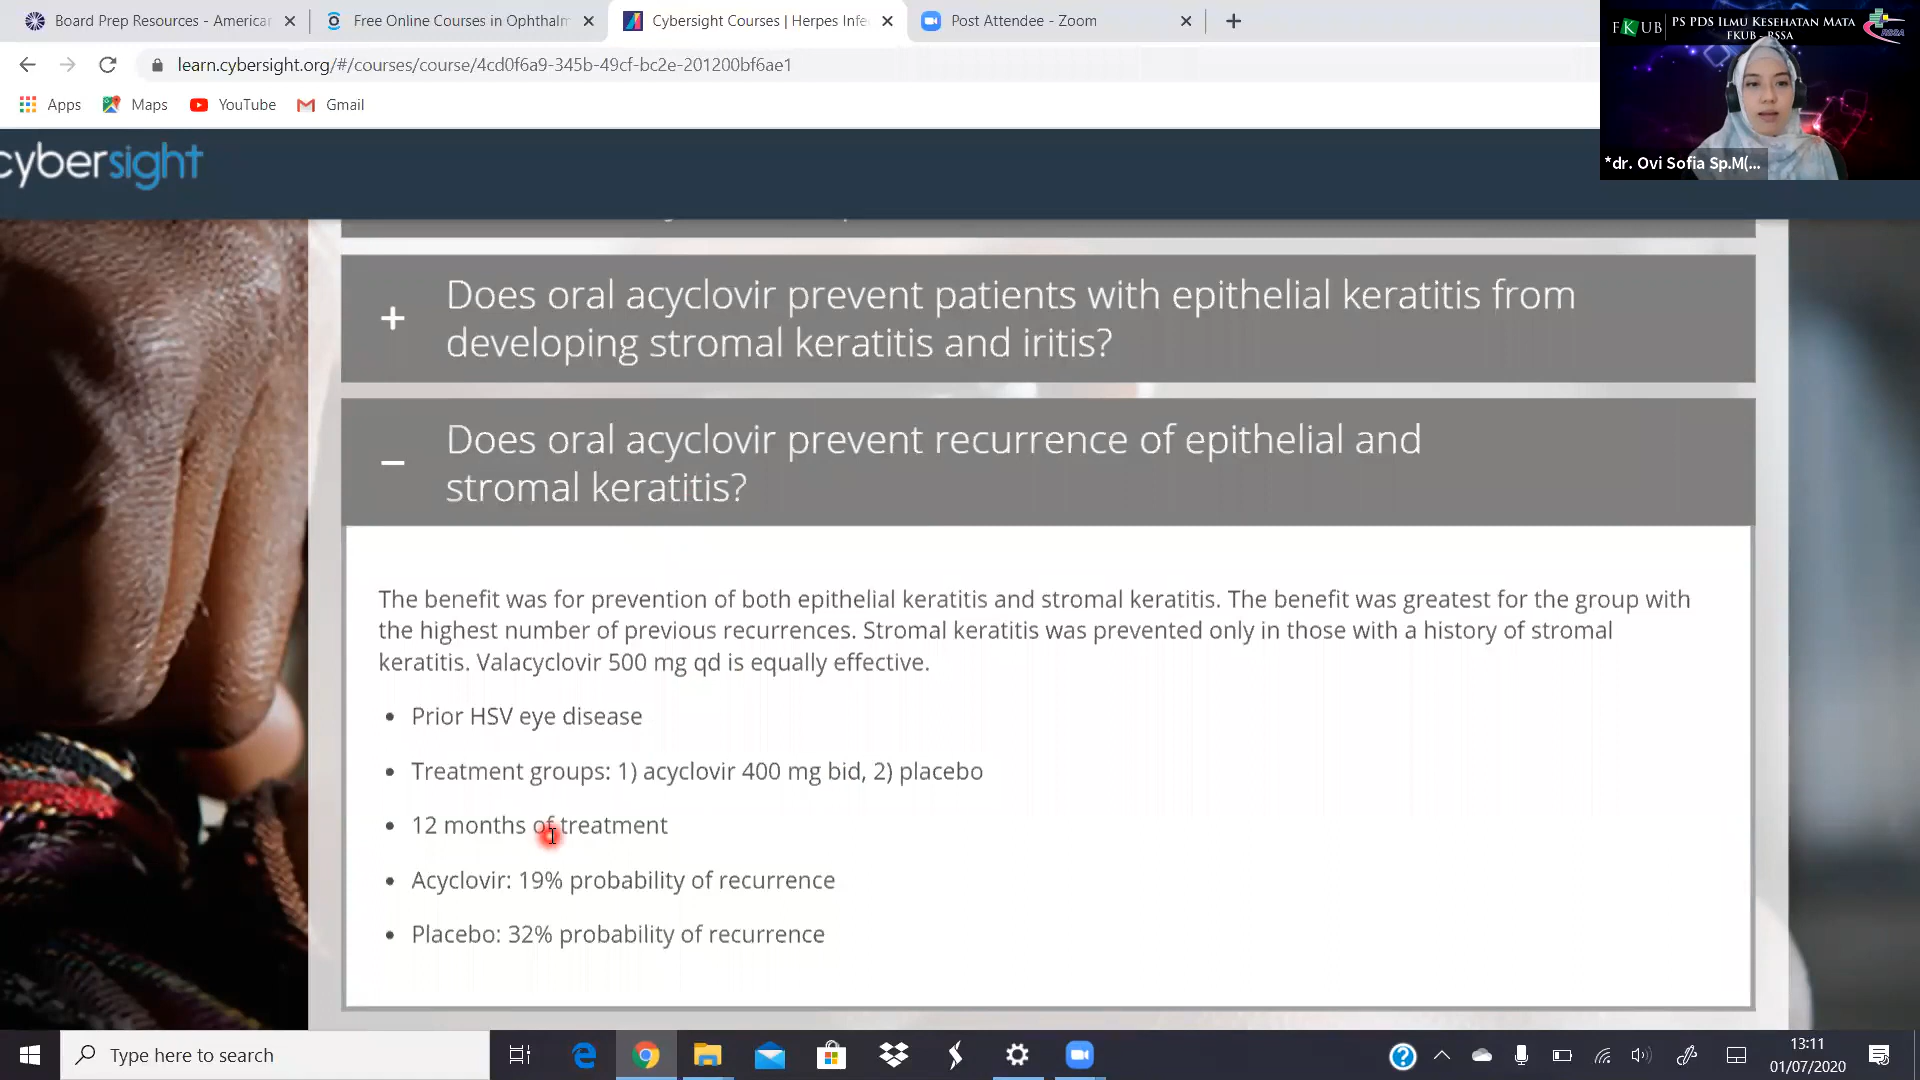 Board Prep Resources - American
Free Online Courses in Ophthalm
Cybersight Courses | Herpes Infe
Post Attendee - Zoom
learn.cybersight.org/#/courses/course/4cd0f6a9-345b-49cf-bc2e-201200bf6ae1
Apps
Maps
YouTube
Gmail
FKUB
PS PDS Ilmu Kesehatan Mata
FKUB - RSSA
*dr. Ovi Sofia Sp.M(...
cybersight
+
Does oral acyclovir prevent patients with epithelial keratitis from
developing stromal keratitis and iritis?
–
Does oral acyclovir prevent recurrence of epithelial and
stromal keratitis?
The benefit was for prevention of both epithelial keratitis and stromal keratitis. The benefit was greatest for the group with
the highest number of previous recurrences. Stromal keratitis was prevented only in those with a history of stromal
keratitis. Valacyclovir 500 mg qd is equally effective.
• Prior HSV eye disease
• Treatment groups: 1) acyclovir 400 mg bid, 2) placebo
• 12 months of treatment
• Acyclovir: 19% probability of recurrence
• Placebo: 32% probability of recurrence
Type here to search
13:11
01/07/2020